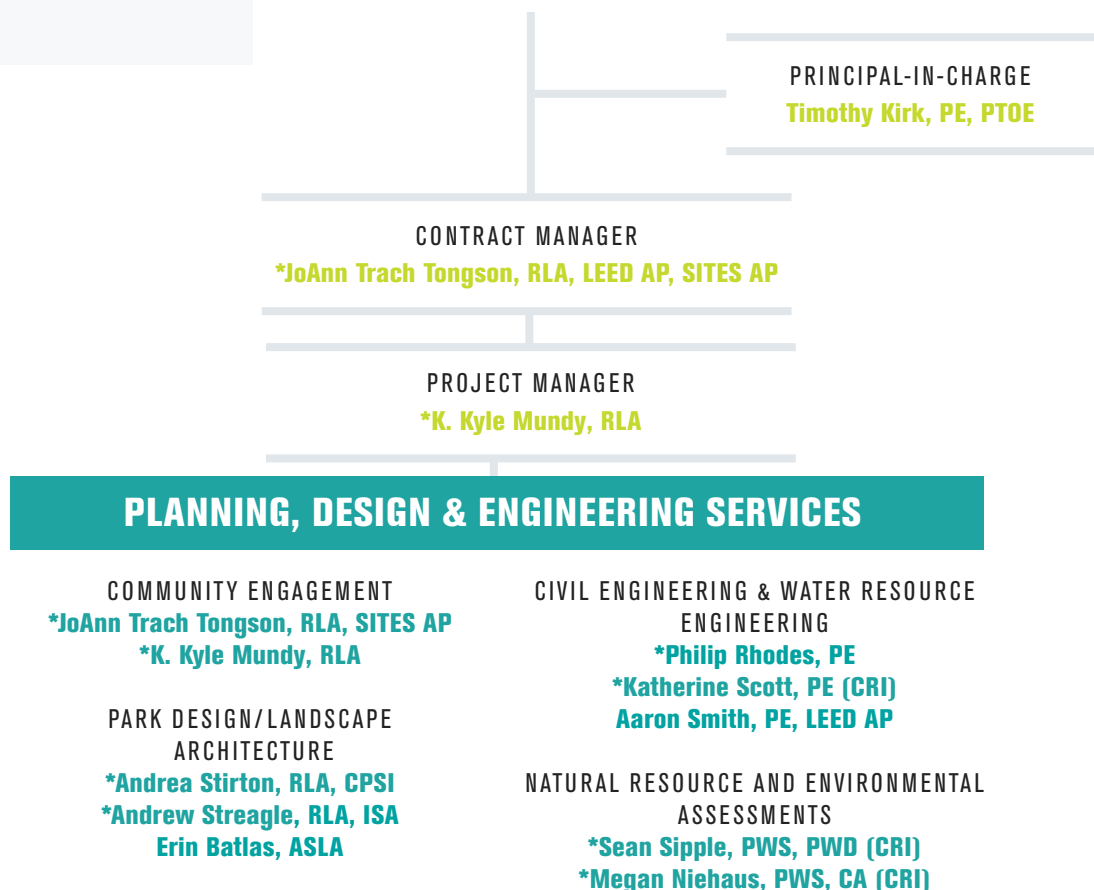 PRINCIPAL-IN-CHARGE
Timothy Kirk, PE, PTOE
CONTRACT MANAGER
*JoAnn Trach Tongson, RLA, LEED AP, SITES AP
PROJECT MANAGER
*K. Kyle Mundy, RLA
PLANNING, DESIGN & ENGINEERING SERVICES
COMMUNITY ENGAGEMENT
*JoAnn Trach Tongson, RLA, SITES AP
*K. Kyle Mundy, RLA
PARK DESIGN/LANDSCAPE
ARCHITECTURE
*Andrea Stirton, RLA, CPSI
*Andrew Streagle, RLA, ISA
Erin Batlas, ASLA
CIVIL ENGINEERING & WATER RESOURCE
ENGINEERING
*Philip Rhodes, PE
*Katherine Scott, PE (CRI)
Aaron Smith, PE, LEED AP
NATURAL RESOURCE AND ENVIRONMENTAL
ASSESSMENTS
*Sean Sipple, PWS, PWD (CRI)
*Megan Niehaus, PWS, CA (CRI)